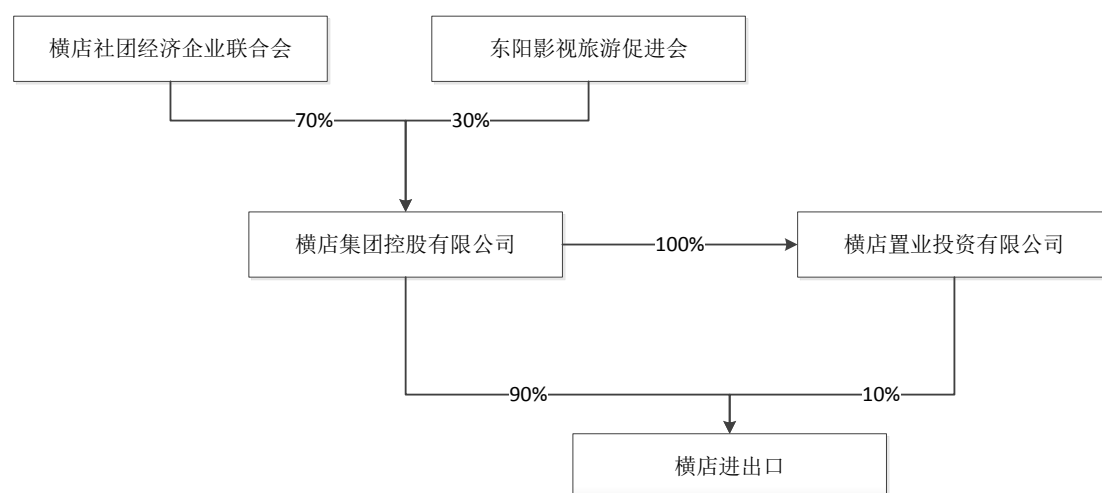 横店社团经济企业联合会
东阳影视旅游促进会
70%
30%
横店集团控股有限公司
100%
横店置业投资有限公司
90%
10%
横店进出口